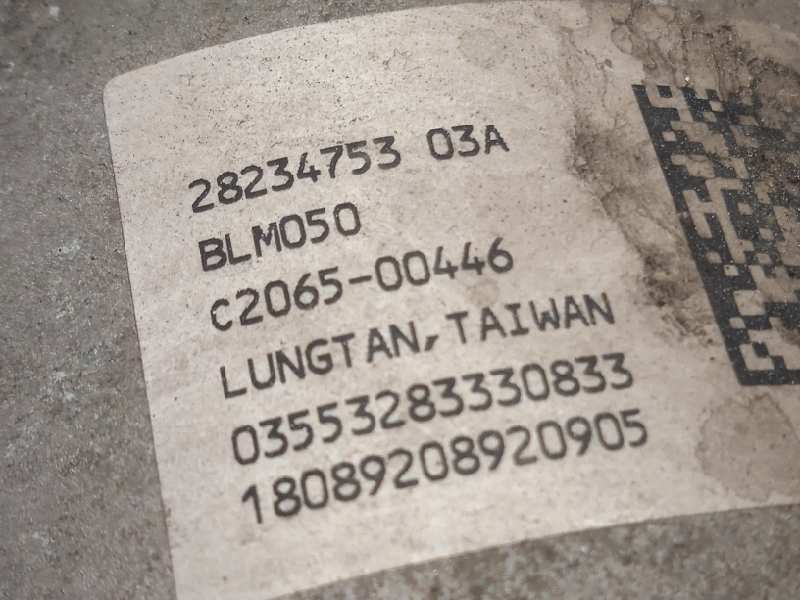 28234753 03A
BLM050
C2065-00446
LUNGTAN, TAIWAN
03553283330833
18089208920905